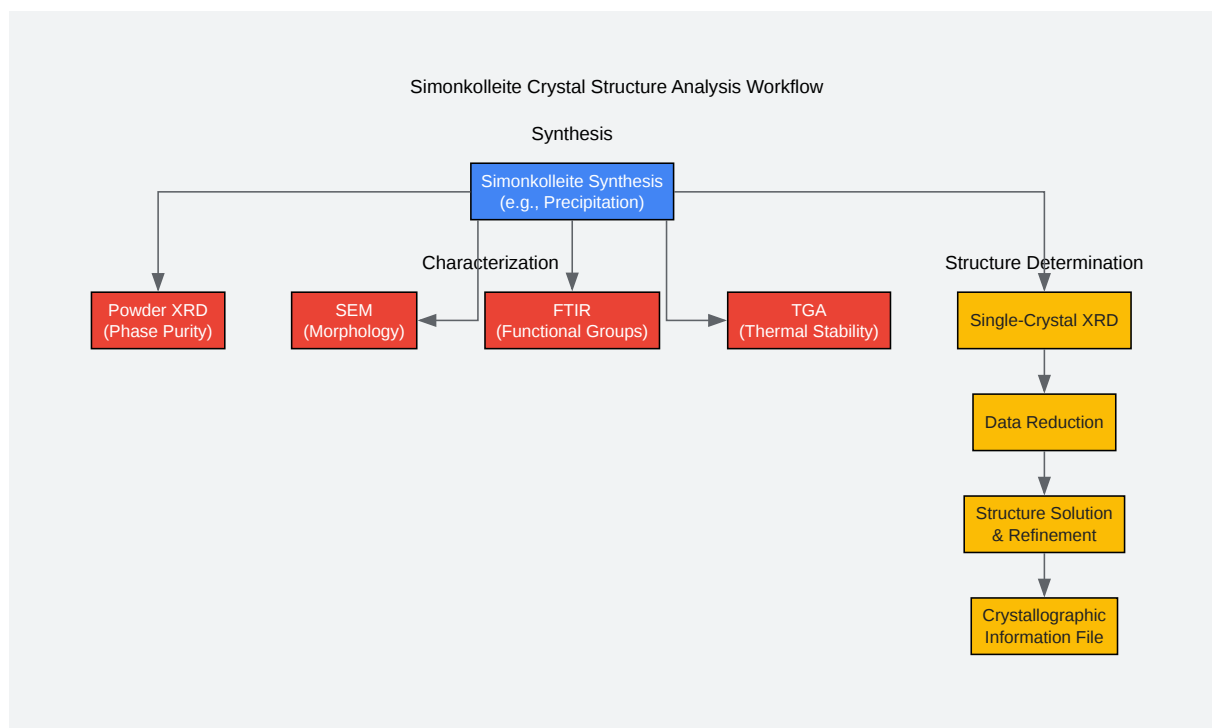 Simonkolleite Crystal Structure Analysis Workflow
Synthesis
Simonkolleite Synthesis
(e.g., Precipitation)
Characterization
Structure Determination
Powder XRD
(Phase Purity)
SEM
(Morphology)
FTIR
(Functional Groups)
TGA
(Thermal Stability)
Single-Crystal XRD
Data Reduction
Structure Solution
& Refinement
Crystallographic
Information File